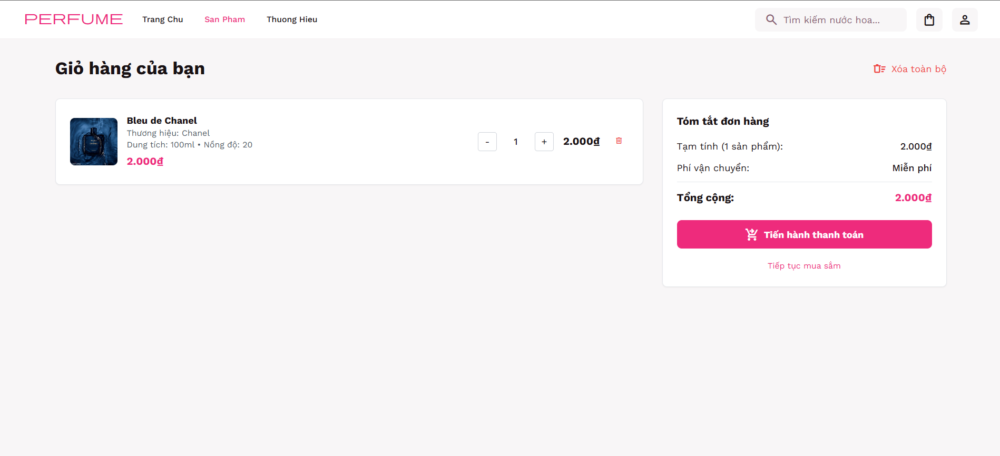 PERFUME
Trang Chu
San Pham
Thuong Hieu
Tìm kiếm nước hoa...
Giỏ hàng của bạn
Xóa toàn bộ
Bleu de Chanel
Thương hiệu: Chanel
Dung tích: 100ml • Nồng độ: 20
2.000₫
-
1
+
2.000₫
Tóm tắt đơn hàng
Tạm tính (1 sản phẩm):
2.000₫
Phí vận chuyển:
Miễn phí
Tổng cộng:
2.000₫
Tiến hành thanh toán
Tiếp tục mua sắm